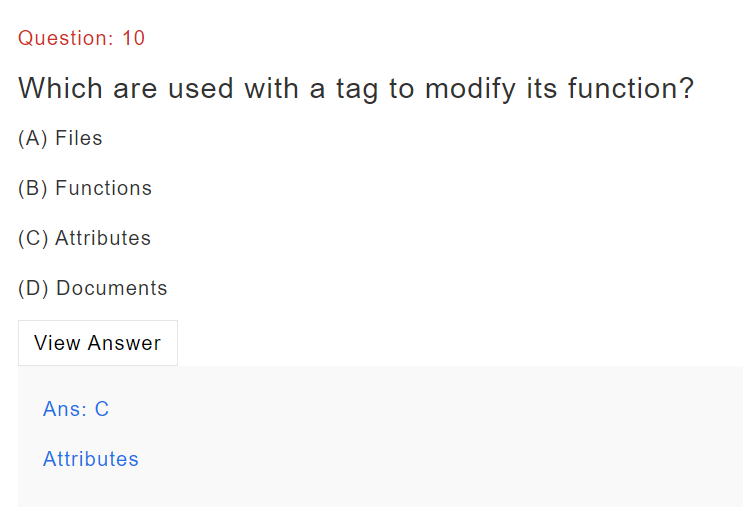 Question: 10
Which are used with a tag to modify its function?
(A) Files
(B) Functions
(C) Attributes
(D) Documents
View Answer
Ans: C
Attributes